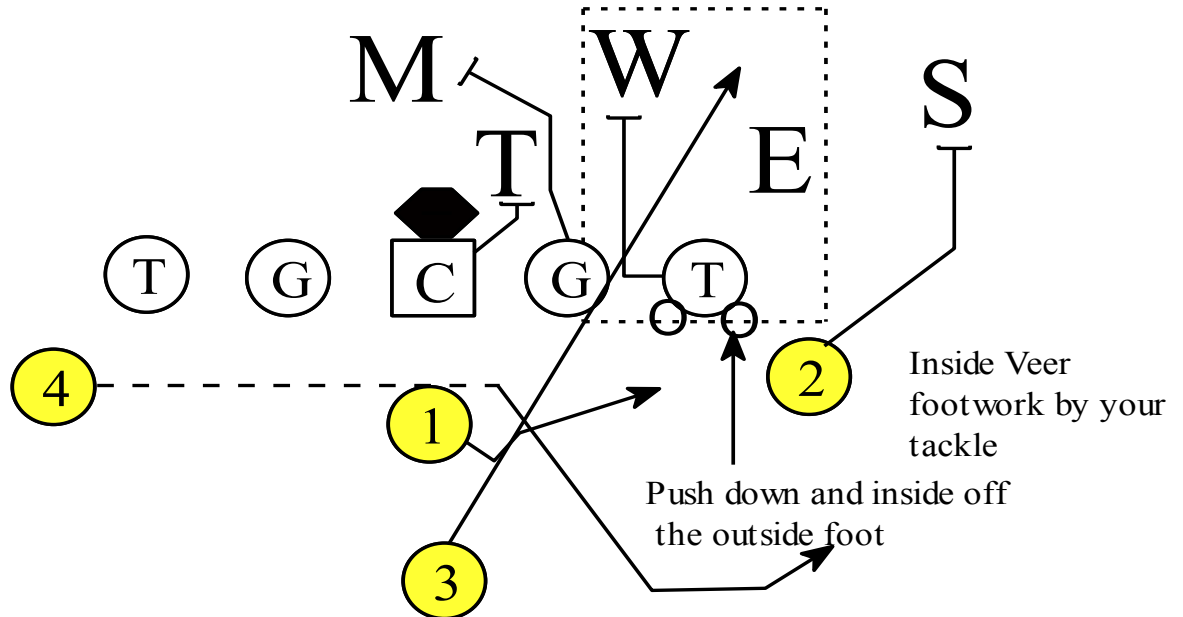 M
W
S
T
E
T
G
C
G
T
4
1
2
3
Inside Veer
footwork by your
tackle
Push down and inside off
the outside foot